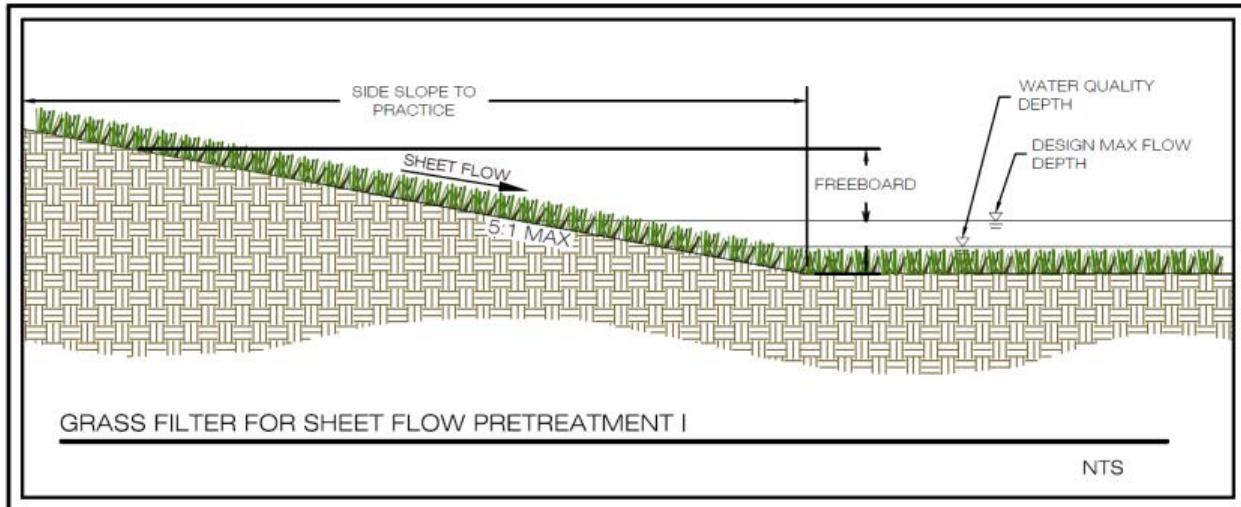 SIDE SLOPE TO
PRACTICE
WATER QUALITY
DEPTH
DESIGN MAX FLOW
DEPTH
SHEET FLOW
FREEBOARD
5:1 MAX
GRASS FILTER FOR SHEET FLOW PRETREATMENT I
NTS